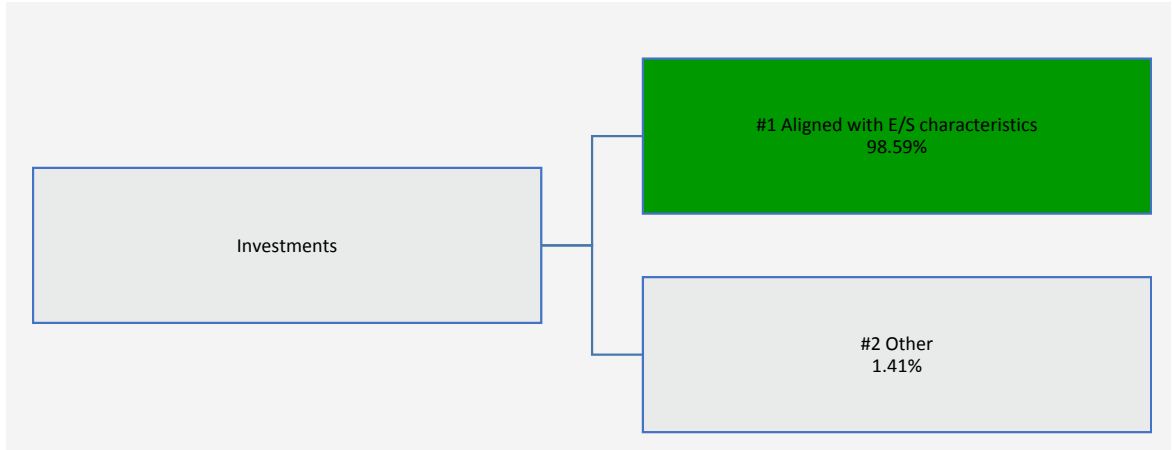 Investments
#1 Aligned with E/S characteristics
98.59%
#2 Other
1.41%